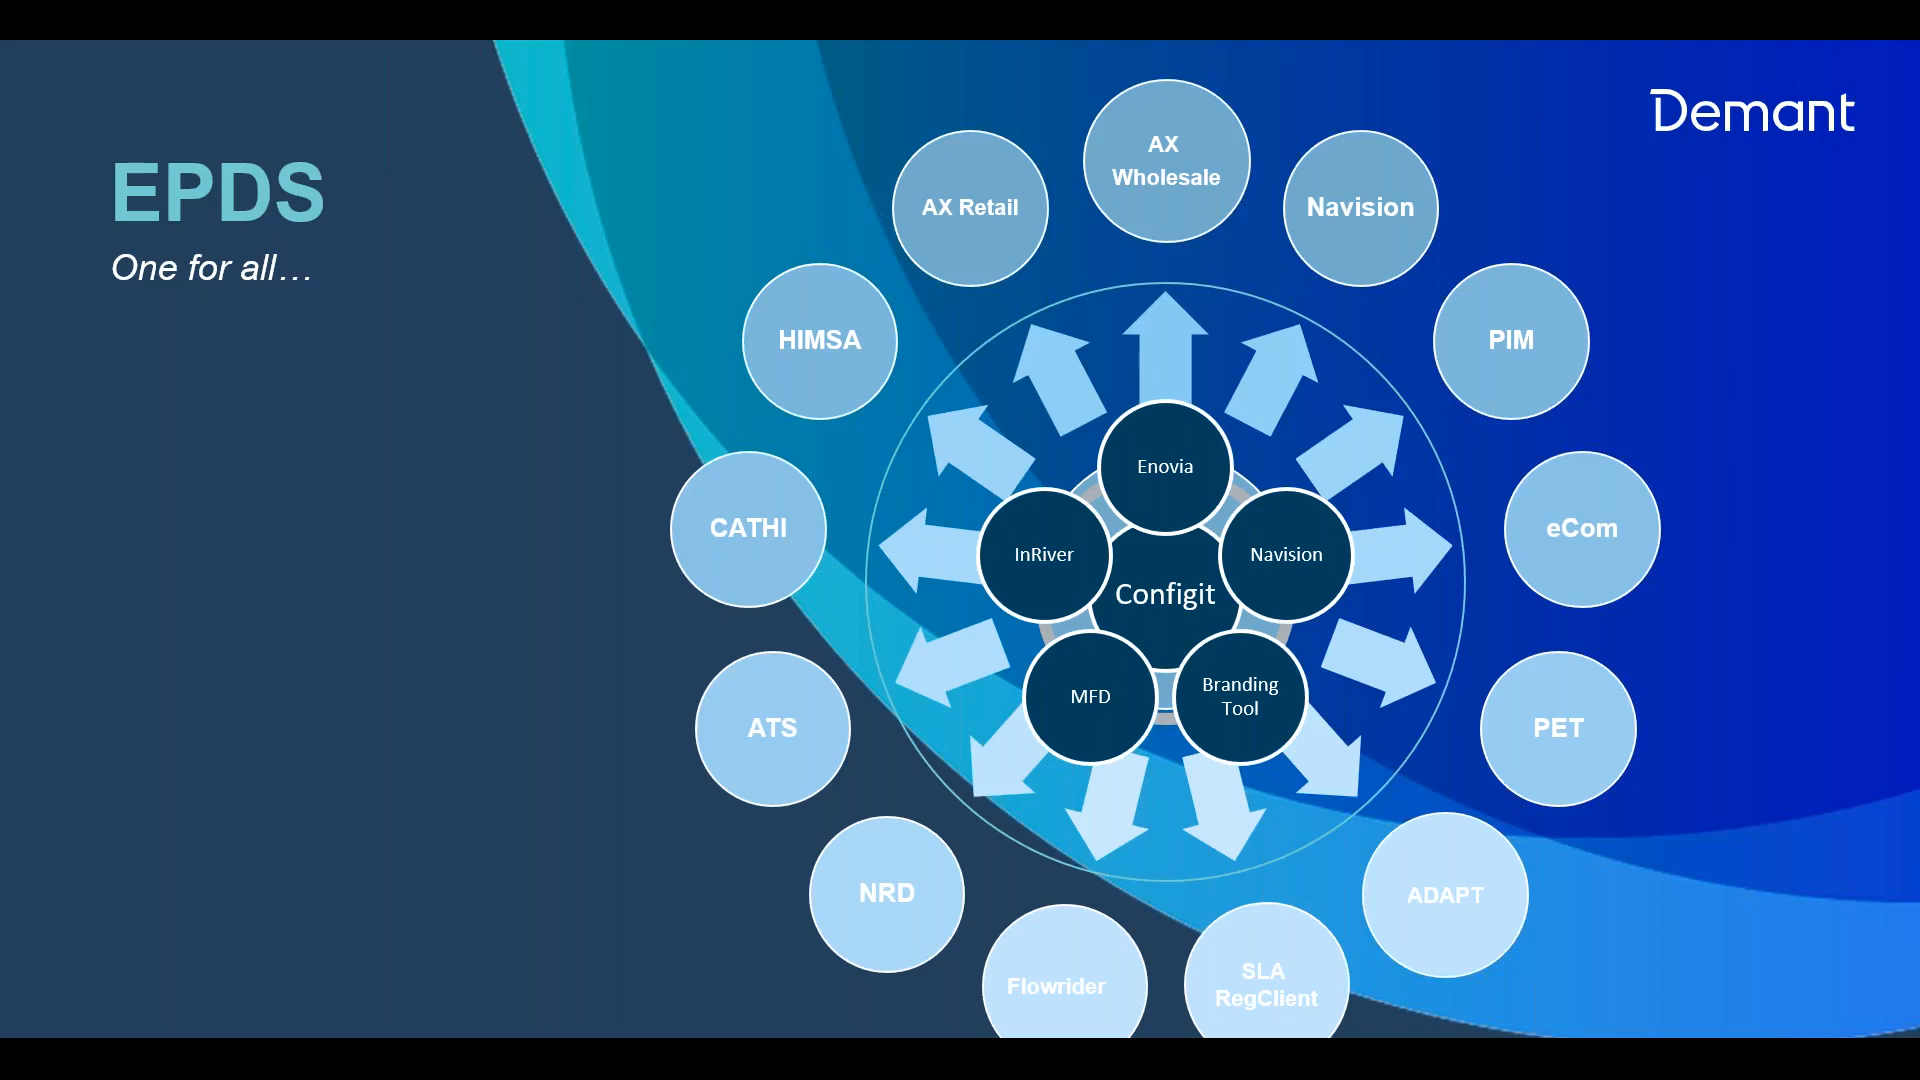 Demant
EPDS
One for all…
AX
Wholesale
AX Retail
Navision
HIMSA
PIM
CATHI
eCom
ATS
PET
NRD
ADAPT
Flowrider
SLA
RegClient
Enovia
InRiver
Navision
Configit
MFD
Branding
Tool